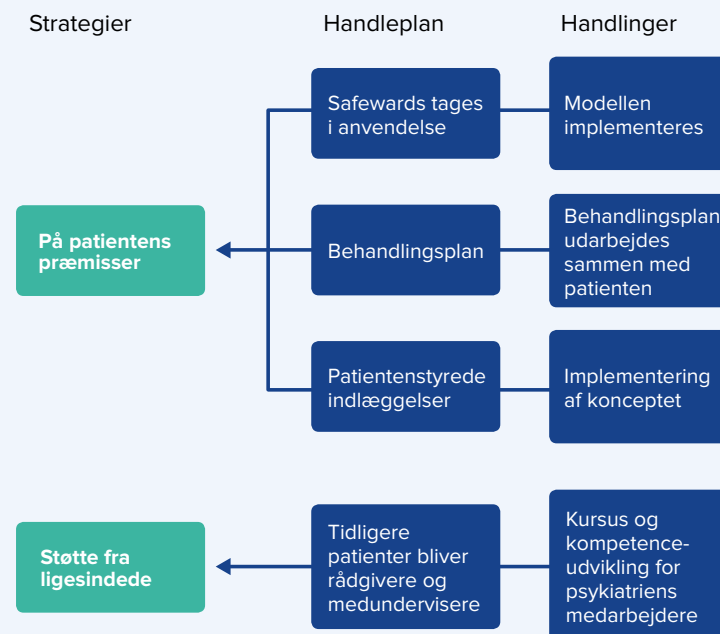 Strategier
Handleplan
Handlinger
Safewards tages
i anvendelse
Modellen
implementeres
På patientens
præmisser
Behandlingsplan
Behandlingsplan
udarbejdes
sammen med
patienten
Patientenstyrede
indlæggelser
Implementering
af konceptet
Støtte fra
ligesindede
Tidligere
patienter bliver
rådgivere og
medundervisere
Kursus og
kompetence-
udvikling for
psykiatriens
medarbejdere